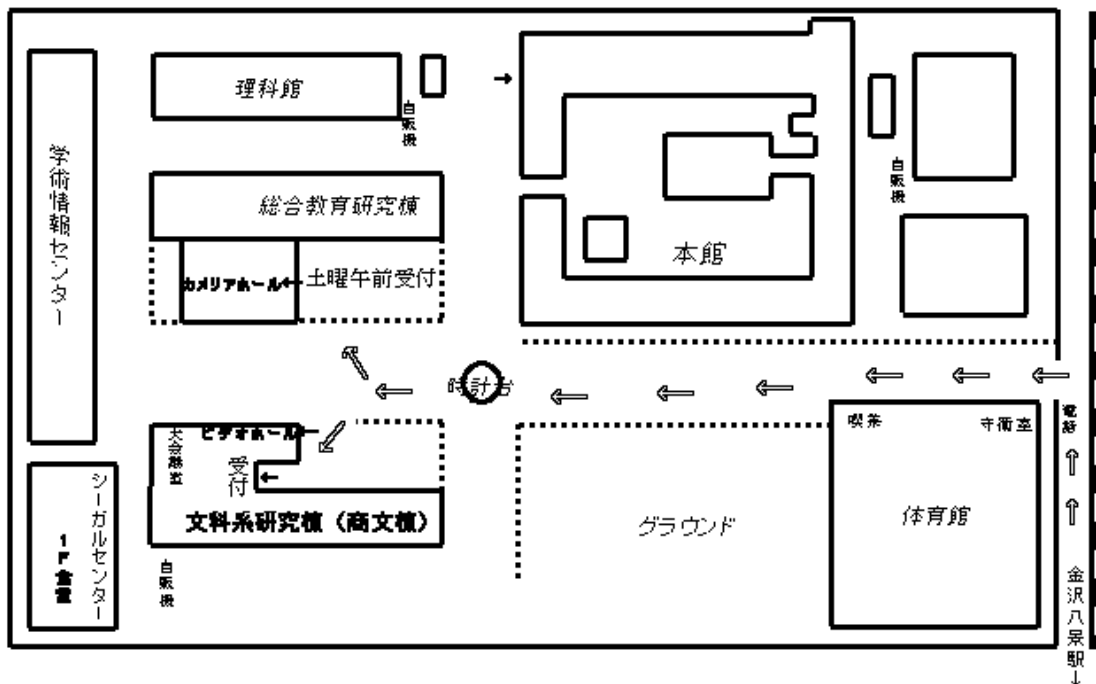 理科館
自販機
学術情報センター
総合教育研究棟
カメリアホール
土曜午前受付
本館
自販機
時計台
大会議室
ビデオホール
受付
文科系研究棟(商文棟)
自販機
シーガルセンター
1F食堂
グラウンド
喫茶
守衛室
体育館
電話
金沢八景駅↓